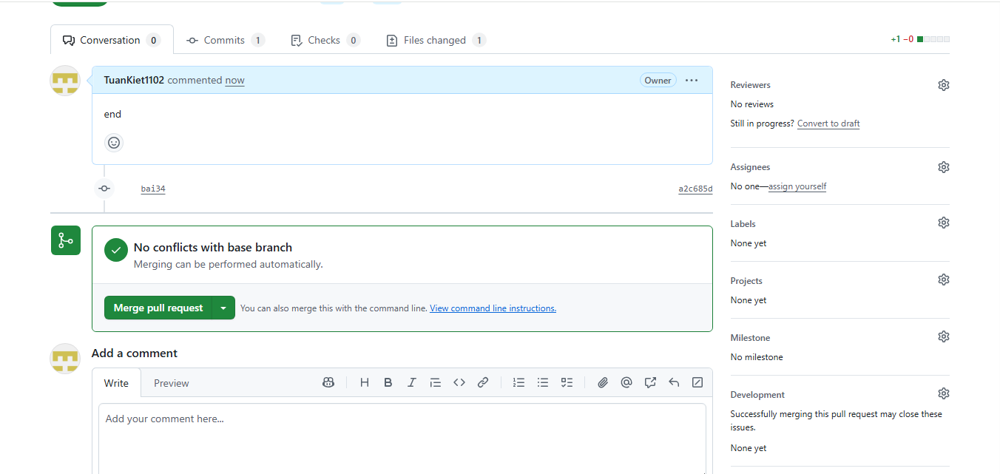 Conversation 0 Commits 1 Checks 0 Files changed 1 +1 −0
TuanKiet1102 commented now Owner
end
bai34 a2c685d
No conflicts with base branch
Merging can be performed automatically.
Merge pull request You can also merge this with the command line. View command line instructions.
Add a comment
Write Preview
Add your comment here...
Reviewers
No reviews
Still in progress? Convert to draft
Assignees
No one—assign yourself
Labels
None yet
Projects
None yet
Milestone
No milestone
Development
Successfully merging this pull request may close these
issues.
None yet